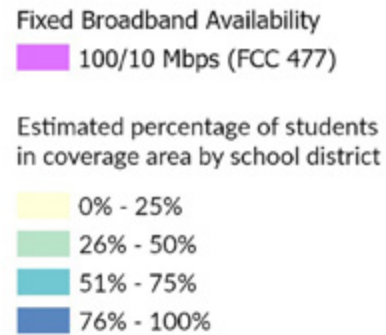 Fixed Broadband Availability
100/10 Mbps (FCC 477)
Estimated percentage of students
in coverage area by school district
0% - 25%
26% - 50%
51% - 75%
76% - 100%